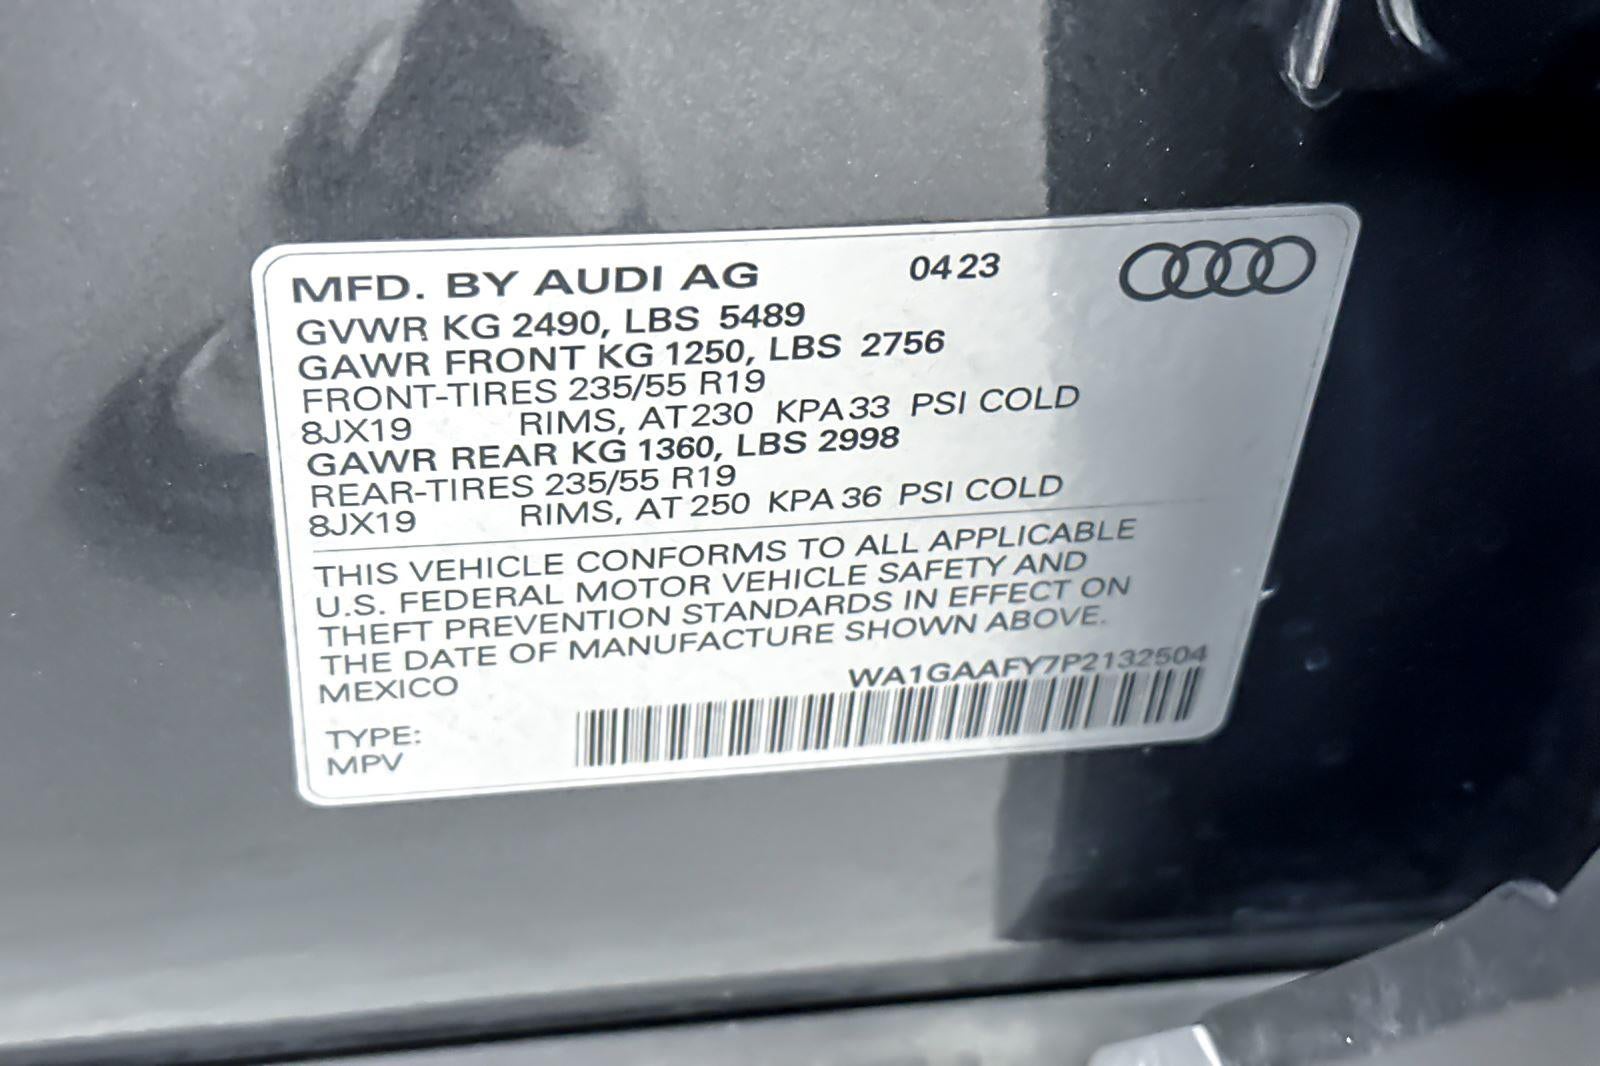 MFD. BY AUDI AG 0423
GVWR KG 2490, LBS 5489
GAWR FRONT KG 1250, LBS 2756
FRONT-TIRES 235/55 R19
8JX19 RIMS, AT 230 KPA 33 PSI COLD
GAWR REAR KG 1360, LBS 2998
REAR-TIRES 235/55 R19
8JX19 RIMS, AT 250 KPA 36 PSI COLD
THIS VEHICLE CONFORMS TO ALL APPLICABLE
U.S. FEDERAL MOTOR VEHICLE SAFETY AND
THEFT PREVENTION STANDARDS IN EFFECT ON
THE DATE OF MANUFACTURE SHOWN ABOVE.
MEXICO WA1GAAFY7P2132504
TYPE:
MPV